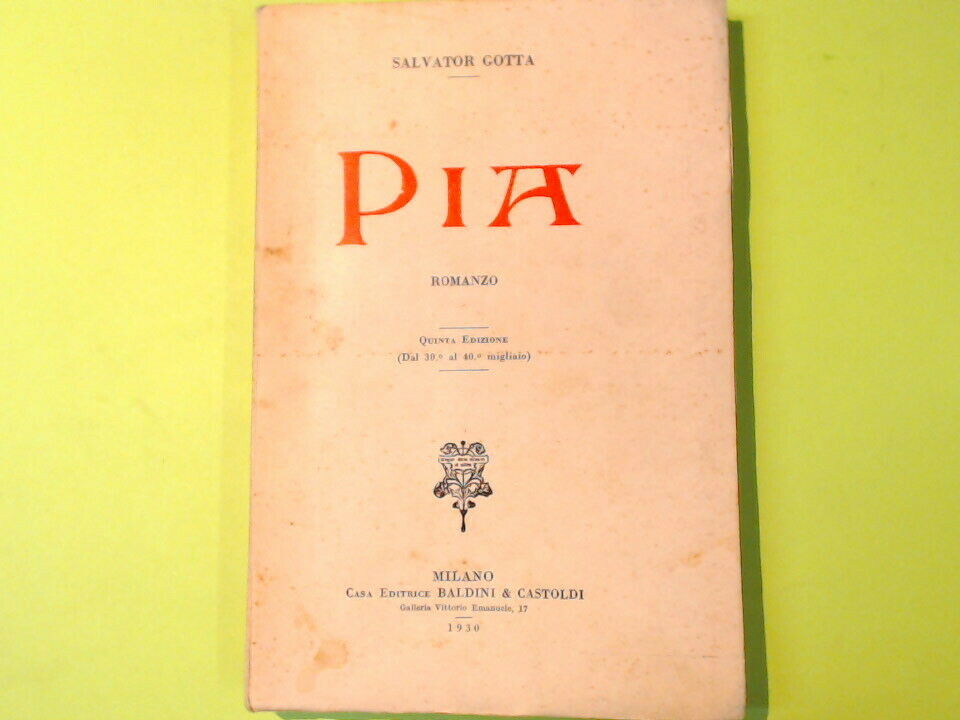 SALVATOR GOTTA
PIA
ROMANZO
QUINTA EDIZIONE
(Dal 30.º al 40.º migliaio)
MILANO
CASA EDITRICE BALDINI & CASTOLDI
Galleria Vittorio Emanuele, 17
1930